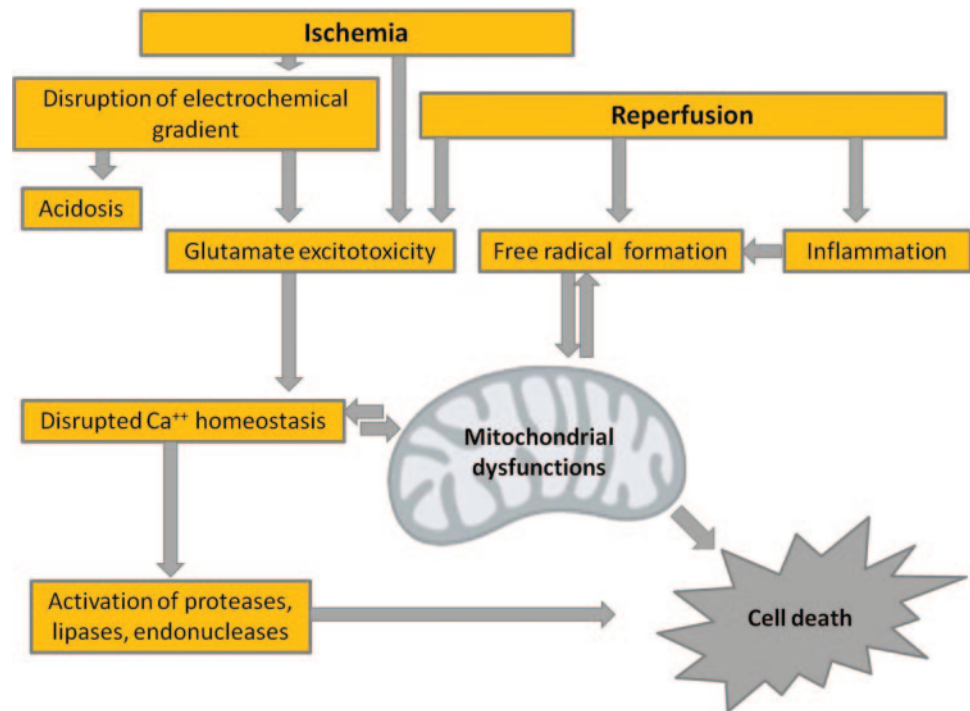 Ischemia
Disruption of electrochemical
gradient
Reperfusion
Acidosis
Glutamate excitotoxicity
Free radical formation
Inflammation
Disrupted Ca⁺⁺ homeostasis
Mitochondrial
dysfunctions
Activation of proteases,
lipases, endonucleases
Cell death